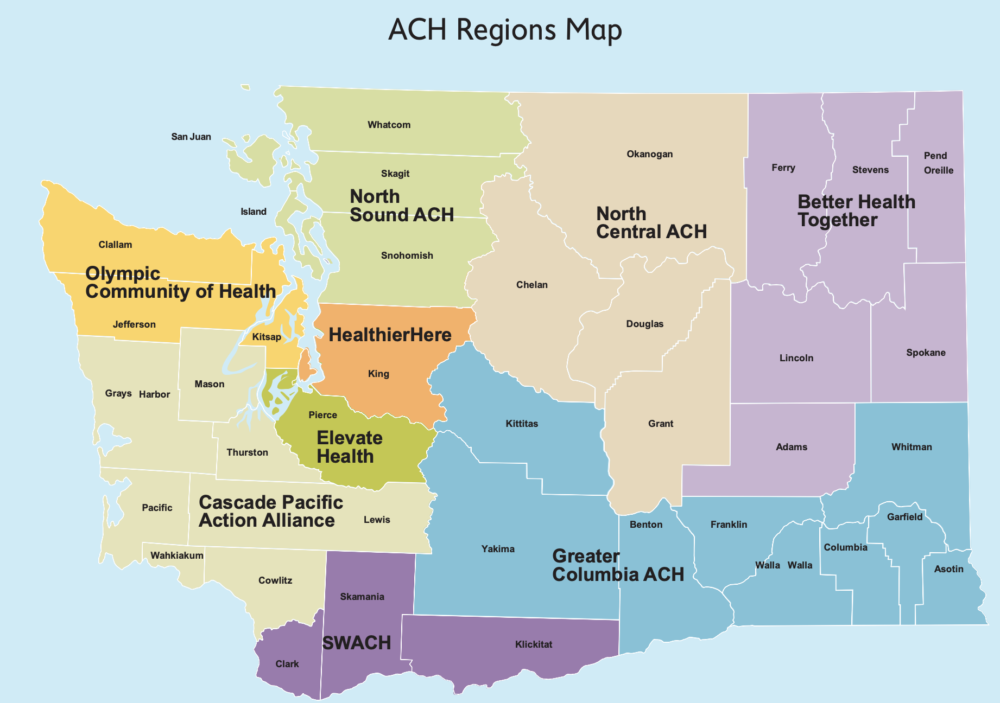 ACH Regions Map
Whatcom
San Juan
Okanogan
Pend
Oreille
Ferry
Stevens
Skagit
North
Sound ACH
Island
Better Health
Together
North
Central ACH
Clallam
Snohomish
Olympic
Community of Health
Chelan
Jefferson
Douglas
Kitsap
HealthierHere
Lincoln
Spokane
King
Mason
Grays Harbor
Pierce
Kittitas
Grant
Elevate
Health
Thurston
Adams
Whitman
Cascade Pacific
Action Alliance
Pacific
Lewis
Benton
Franklin
Garfield
Columbia
Yakima
Wahkiakum
Greater
Columbia ACH
Walla Walla
Asotin
Cowlitz
Skamania
SWACH
Klickitat
Clark